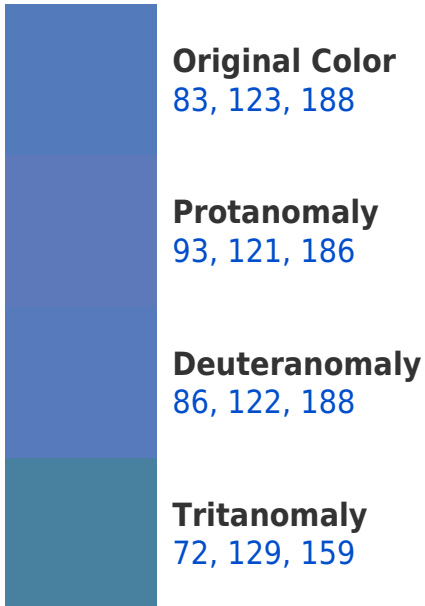 Original Color
83, 123, 188
Protanomaly
93, 121, 186
Deuteranomaly
86, 122, 188
Tritanomaly
72, 129, 159